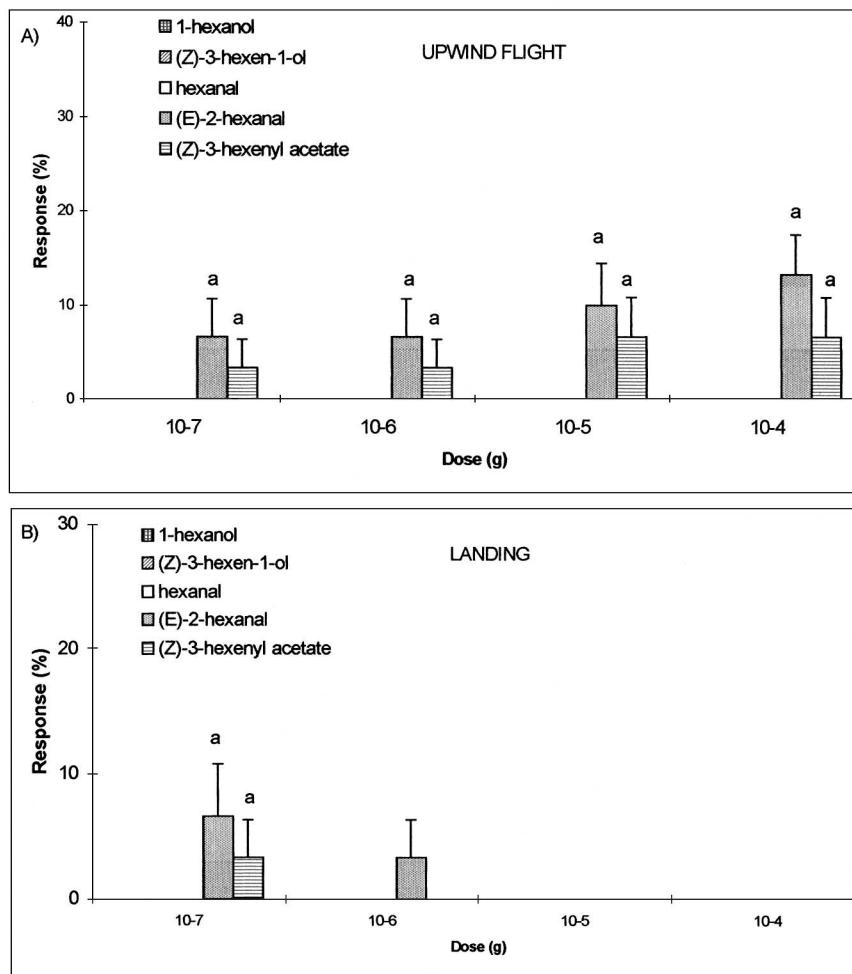 A)
1-hexanol
(Z)-3-hexen-1-ol
hexanal
(E)-2-hexanal
(Z)-3-hexenyl acetate
UPWIND FLIGHT
Response (%)
40
30
20
10
0
a a a a a a a a
10-7 10-6 10-5 10-4
Dose (g)
B)
1-hexanol
(Z)-3-hexen-1-ol
hexanal
(E)-2-hexanal
(Z)-3-hexenyl acetate
LANDING
Response (%)
30
20
10
0
a a
10-7 10-6 10-5 10-4
Dose (g)